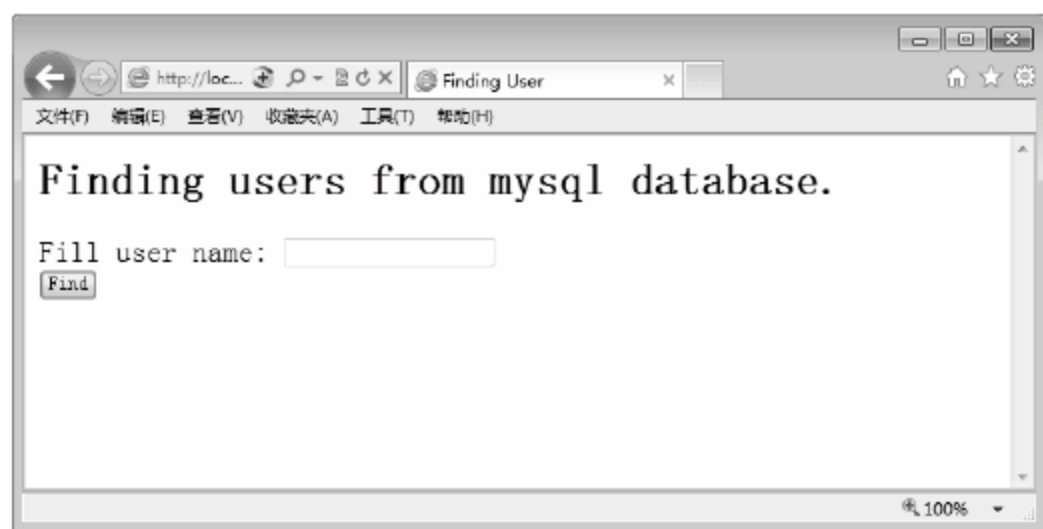 http://loc...
Finding User
文件(F) 编辑(E) 查看(V) 收藏夹(A) 工具(T) 帮助(H)
Finding users from mysql database.
Fill user name:
Find
100%